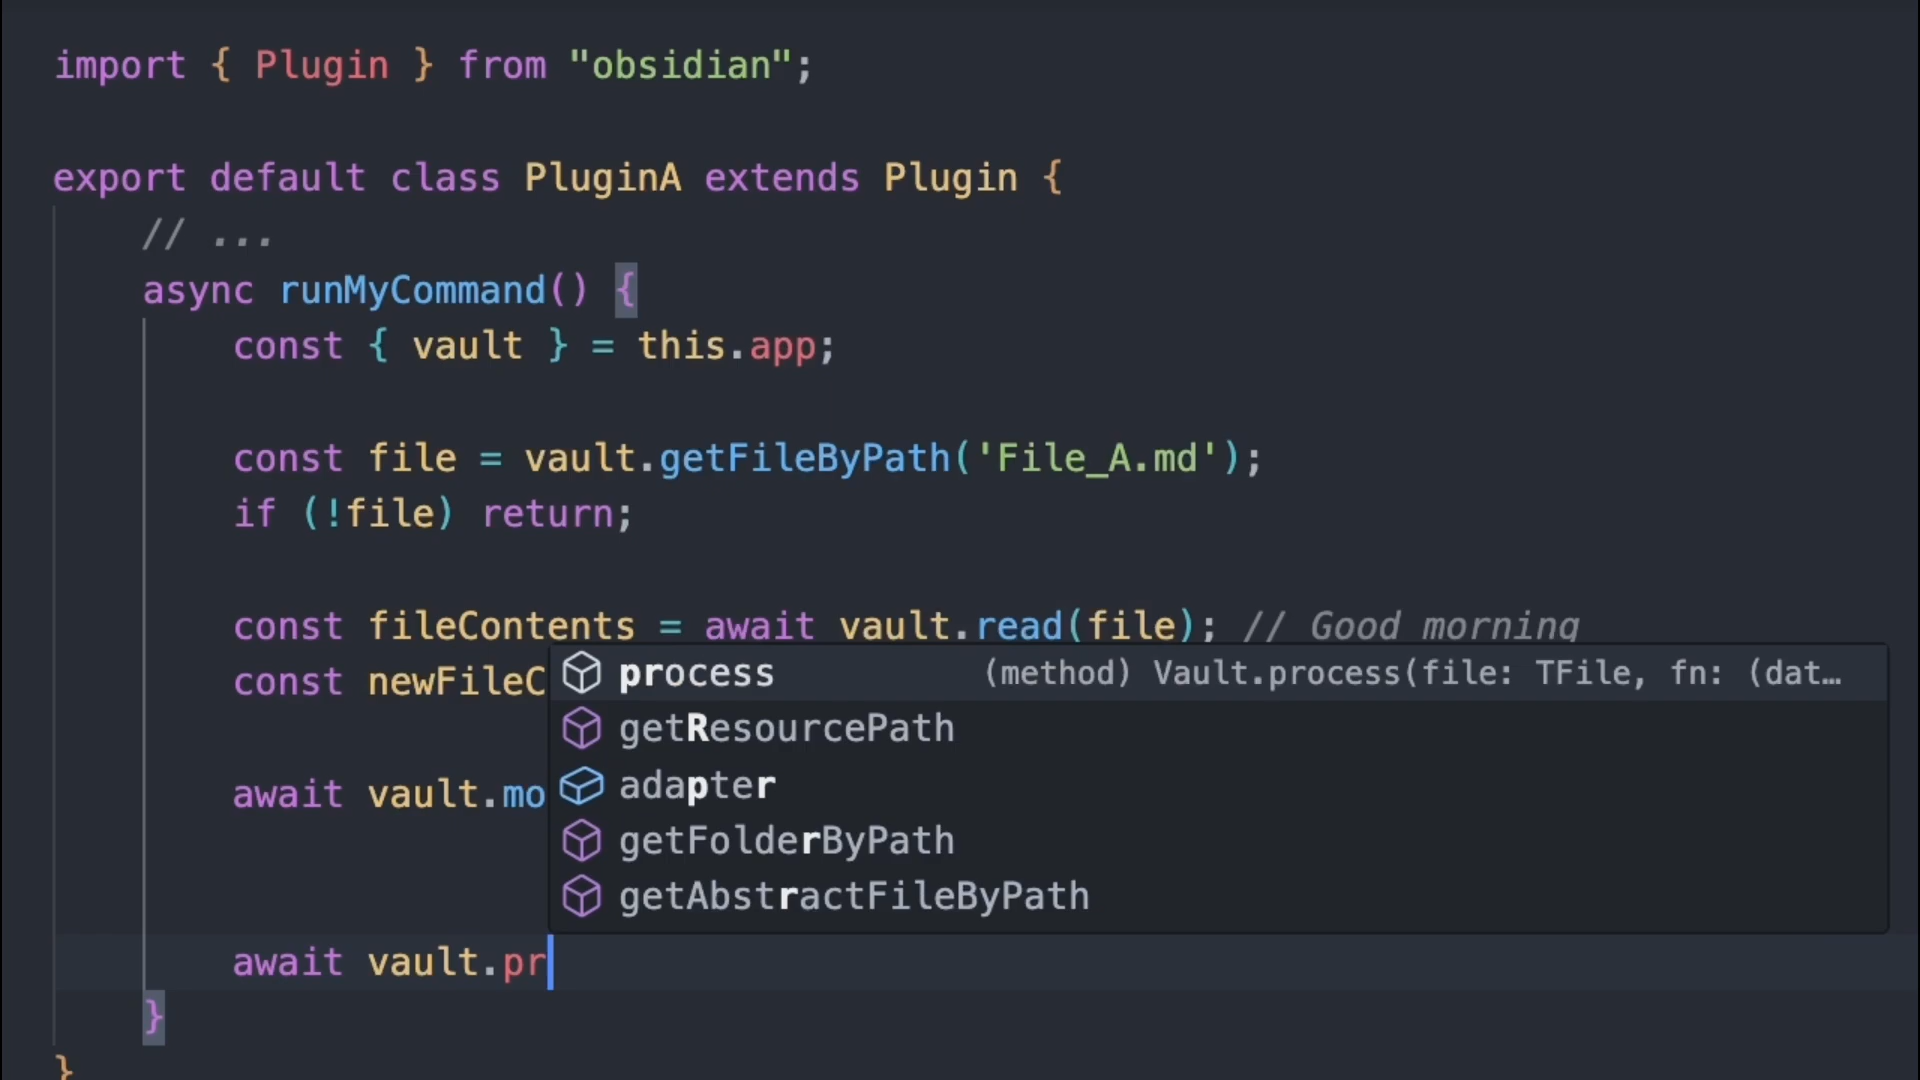 import { Plugin } from "obsidian";
export default class PluginA extends Plugin {
// ...
async runMyCommand() {
const { vault } = this.app;
const file = vault.getFileByPath('File_A.md');
if (!file) return;
const fileContents = await vault.read(file); // Good morning
const newFileC
process (method) Vault.process(file: TFile, fn: (dat…
getResourcePath
await vault.mo
adapter
getFolderByPath
getAbstractFileByPath
await vault.pr
}
}